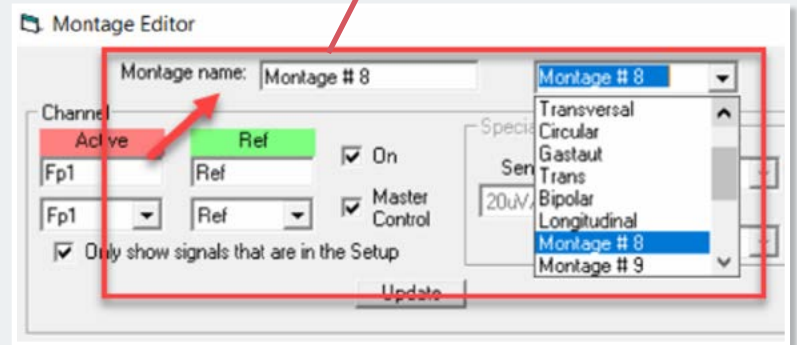 Montage Editor
Montage name: Montage # 8 Montage # 8
Transversal
Circular
Gastaut
Trans
Bipolar
Longitudinal
Montage # 8
Montage # 9
Channel
Active Ref
Fp1 Ref On
Fp1 Ref Master Control
Only show signals that are in the Setup
Update